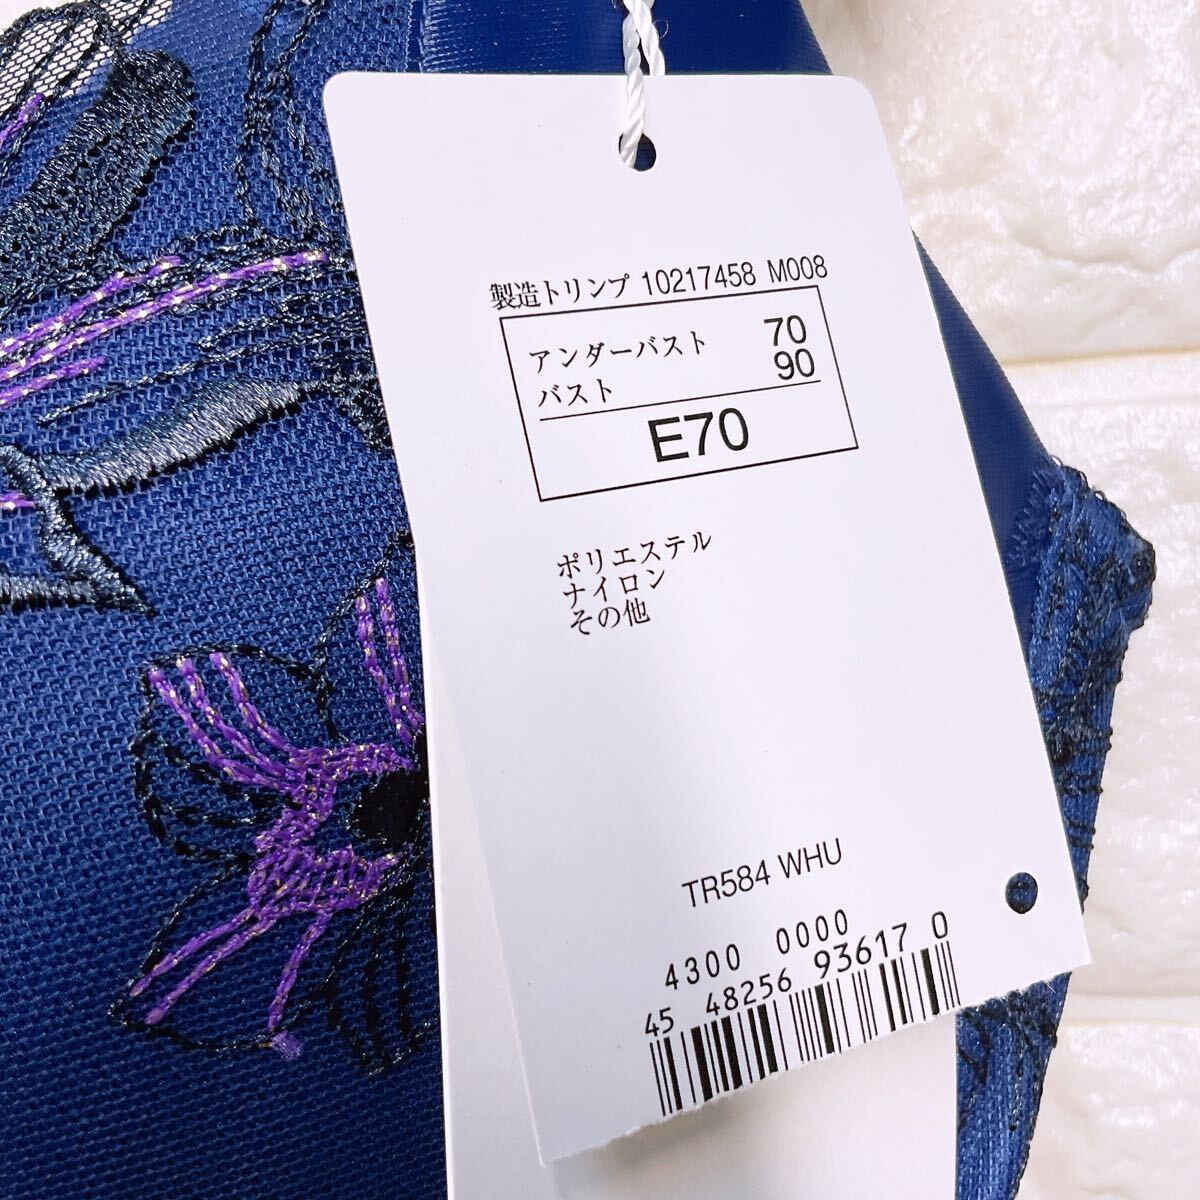 製造トリンプ 10217458 M008
アンダーバスト 70
バスト 90
E70
ポリエステル
ナイロン
その他
TR584 WHU
4300 0000
45 48256 93617 0